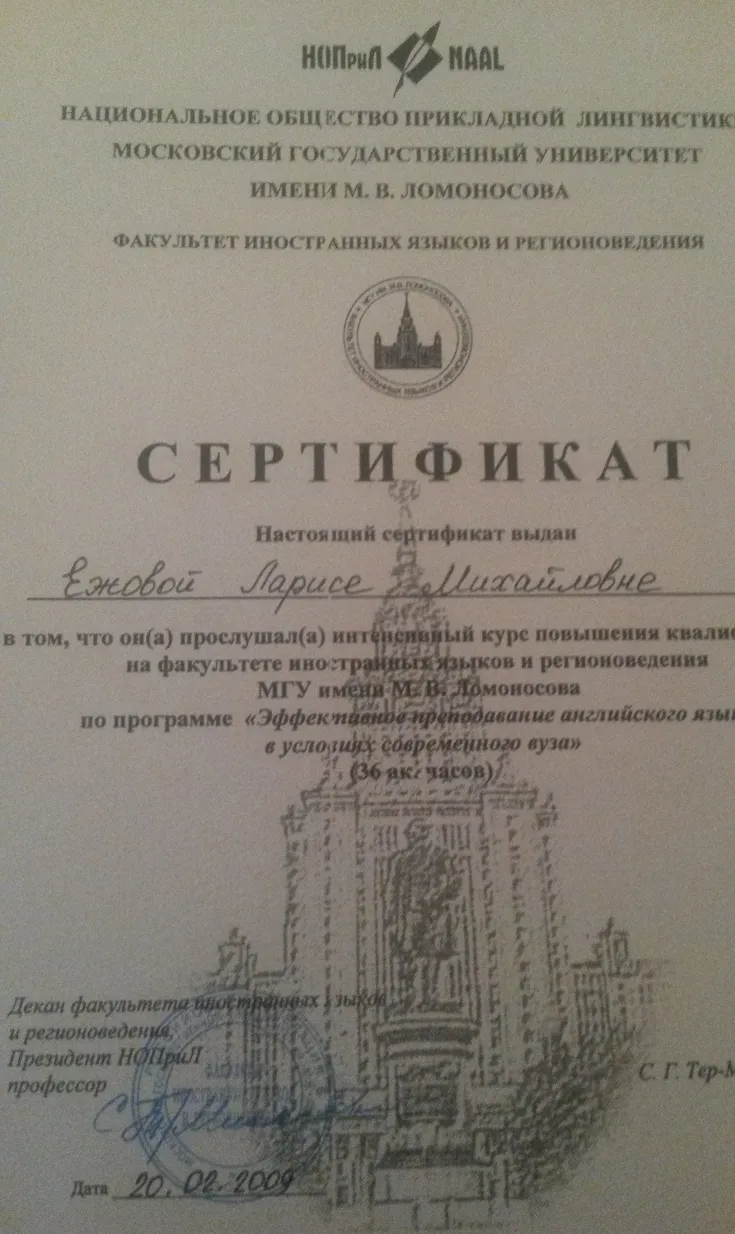 НОПриЛ NAAL
НАЦИОНАЛЬНОЕ ОБЩЕСТВО ПРИКЛАДНОЙ ЛИНГВИСТИК
МОСКОВСКИЙ ГОСУДАРСТВЕННЫЙ УНИВЕРСИТЕТ
ИМЕНИ М. В. ЛОМОНОСОВА
ФАКУЛЬТЕТ ИНОСТРАННЫХ ЯЗЫКОВ И РЕГИОНОВЕДЕНИЯ
СЕРТИФИКАТ
Настоящий сертификат выдан
Ежовой Ларисе Михайловне
в том, что он(а) прослушал(а) интенсивный курс повышения квали
на факультете иностранных языков и регионоведения
МГУ имени М. В. Ломоносова
по программе «Эффективное преподавание английского язы
в условиях современного вуза»
(36 ак. часов)
Декан факультета иностранных языков
и регионоведения,
Президент НОПриЛ
профессор
С. Г. Тер-М
Дата 20.02.2009